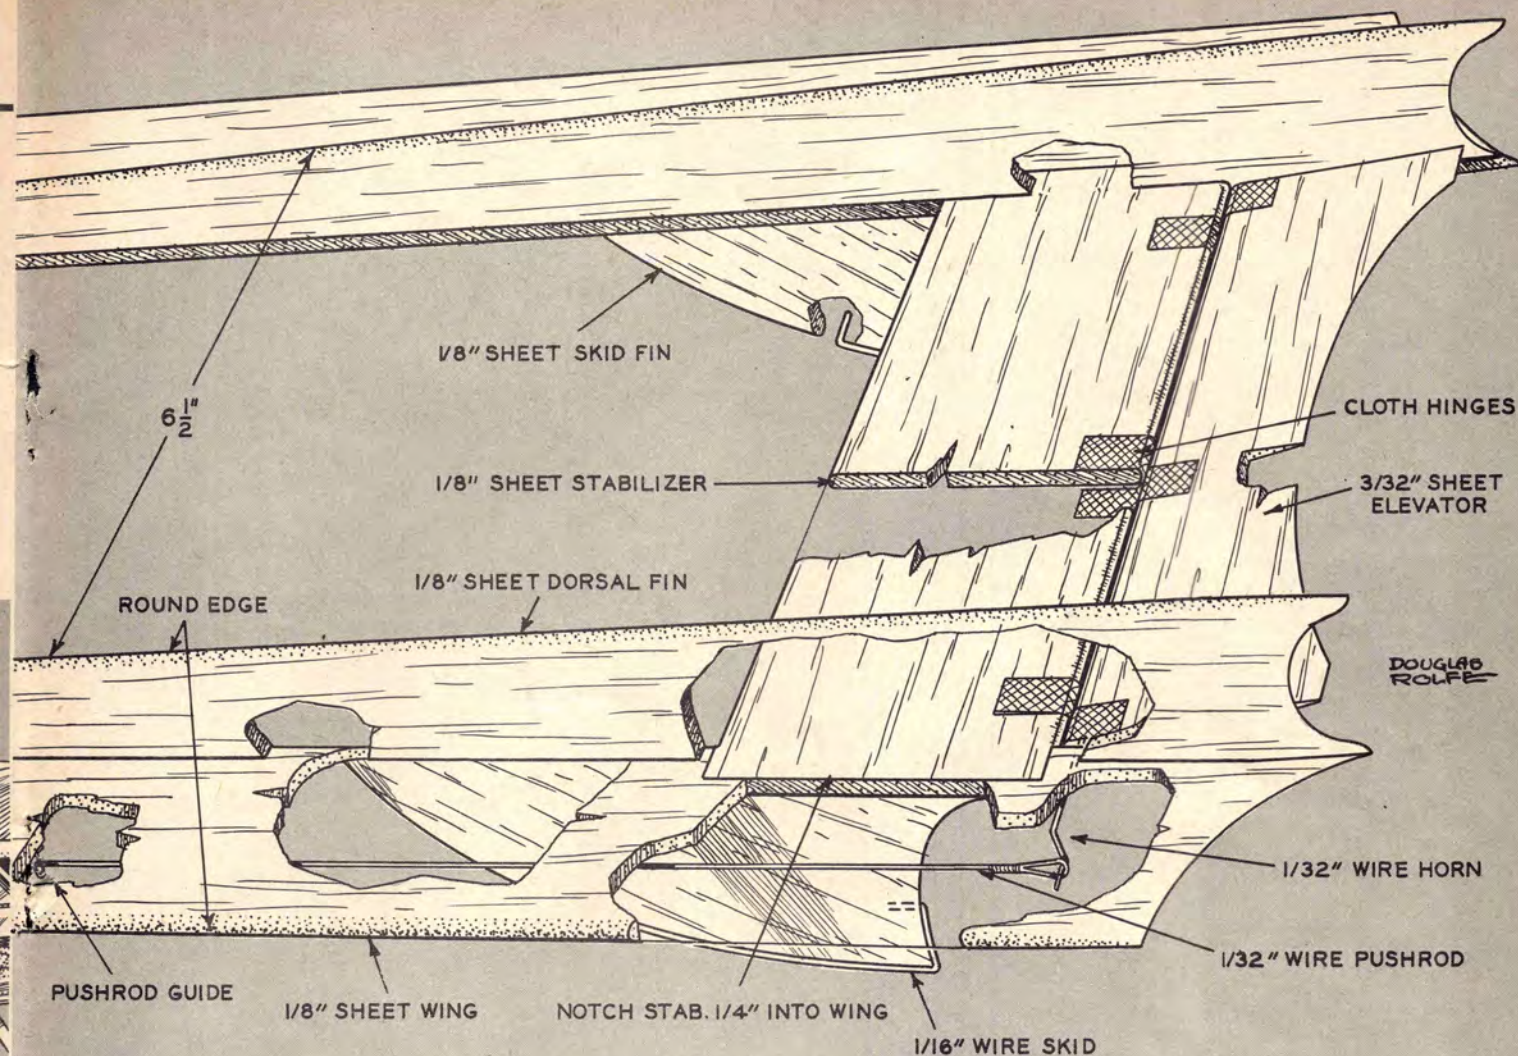 1/8" SHEET SKID FIN
6 1/2"
CLOTH HINGES
1/8" SHEET STABILIZER
3/32" SHEET
ELEVATOR
1/8" SHEET DORSAL FIN
ROUND EDGE
DOUGLAS
ROLFE
1/32" WIRE HORN
1/32" WIRE PUSHROD
PUSHROD GUIDE
1/8" SHEET WING
NOTCH STAB. 1/4" INTO WING
1/16" WIRE SKID